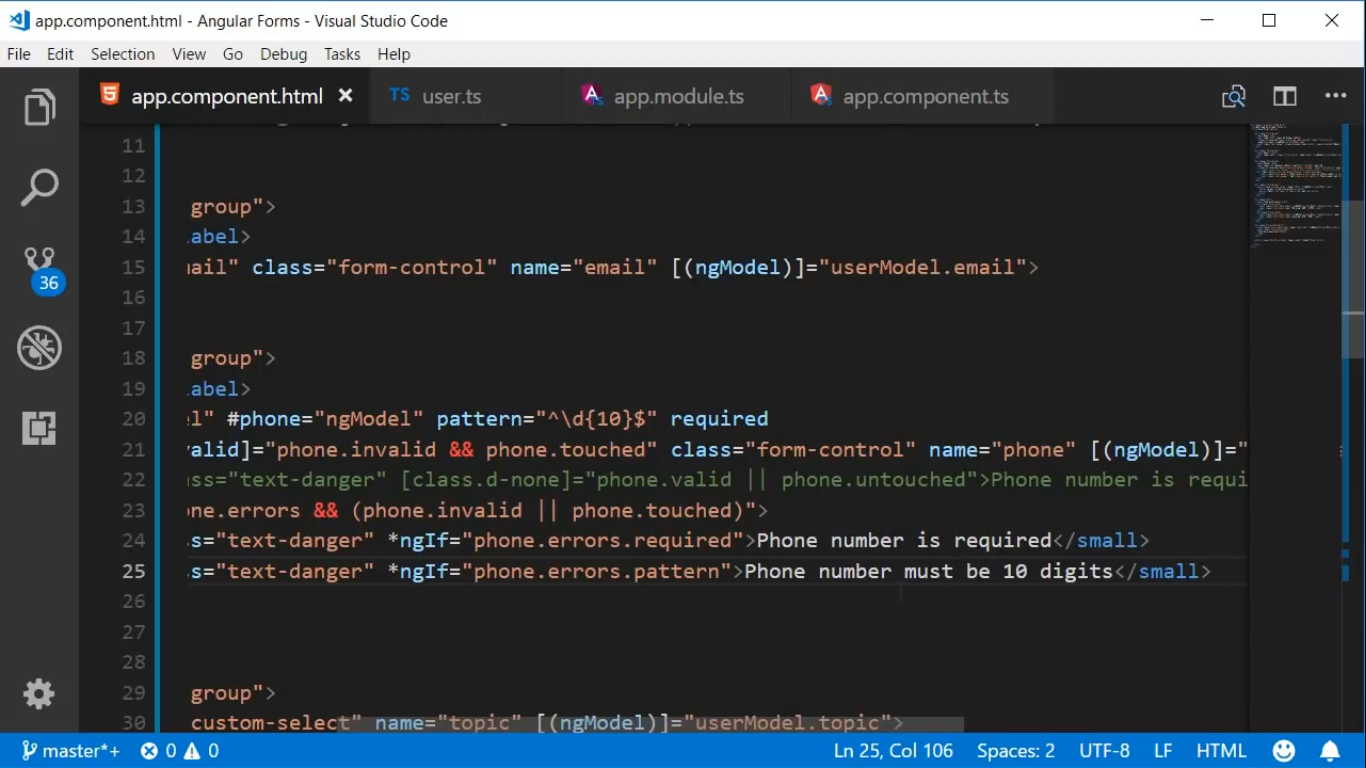 app.component.html - Angular Forms - Visual Studio Code
File Edit Selection View Go Debug Tasks Help
app.component.html TS user.ts app.module.ts app.component.ts
11
12
13 group">
14 abel>
15 ail" class="form-control" name="email" [(ngModel)]="userModel.email">
16
17
18 group">
19 abel>
20 el" #phone="ngModel" pattern="^\d{10}$" required
21 valid]="phone.invalid && phone.touched" class="form-control" name="phone" [(ngModel)]="
22 ss="text-danger" [class.d-none]="phone.valid || phone.untouched">Phone number is requi
23 ne.errors && (phone.invalid || phone.touched)">
24 s="text-danger" *ngIf="phone.errors.required">Phone number is required</small>
25 s="text-danger" *ngIf="phone.errors.pattern">Phone number must be 10 digits</small>
26
27
28
29 group">
30 custom-select" name="topic" [(ngModel)]="userModel.topic">
36
master*+ 0 0 Ln 25, Col 106 Spaces: 2 UTF-8 LF HTML